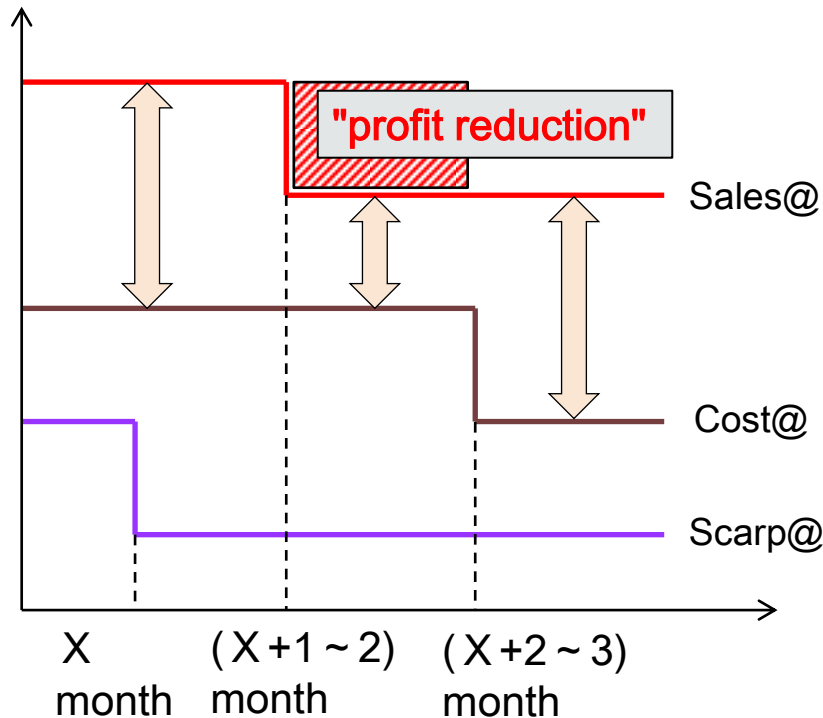 "profit reduction"
Sales@
Cost@
Scarp@
X
month
(X+1~2)
month
(X+2~3)
month